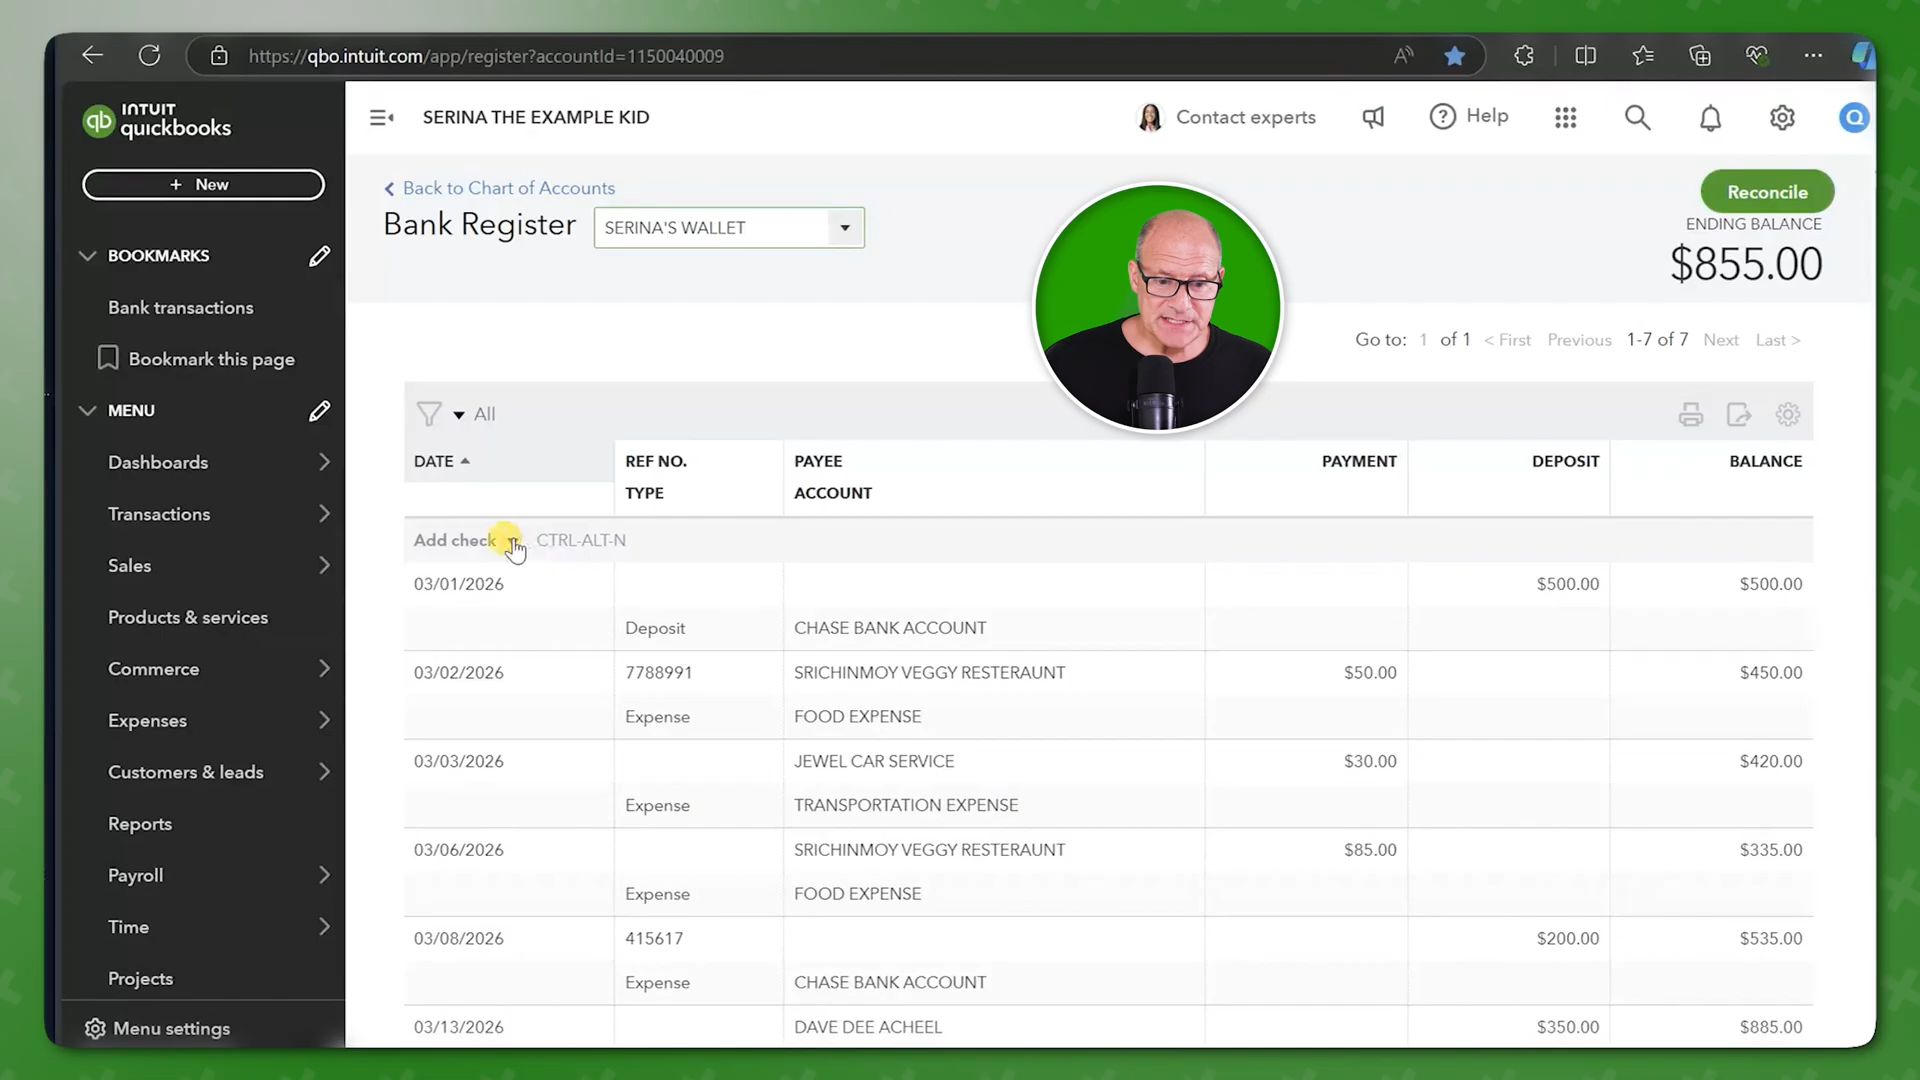 https://qbo.intuit.com/app/register?accountId=1150040009
INTUIT
quickbooks
qb
+ New
BOOKMARKS
Bank transactions
Bookmark this page
MENU
Dashboards
Transactions
Sales
Products & services
Commerce
Expenses
Customers & leads
Reports
Payroll
Time
Projects
Menu settings
SERINA THE EXAMPLE KID
Contact experts
Help
Q
Back to Chart of Accounts
Bank Register
SERINA'S WALLET
Reconcile
ENDING BALANCE
$855.00
Go to: 1 of 1 < First Previous 1-7 of 7 Next Last >
All
DATE REF NO. PAYEE PAYMENT DEPOSIT BALANCE
TYPE ACCOUNT
Add check CTRL-ALT-N
03/01/2026 $500.00 $500.00
Deposit CHASE BANK ACCOUNT
03/02/2026 7788991 SRICHINMOY VEGGY RESTERAUNT $50.00 $450.00
Expense FOOD EXPENSE
03/03/2026 JEWEL CAR SERVICE $30.00 $420.00
Expense TRANSPORTATION EXPENSE
03/06/2026 SRICHINMOY VEGGY RESTERAUNT $85.00 $335.00
Expense FOOD EXPENSE
03/08/2026 415617 $200.00 $535.00
Expense CHASE BANK ACCOUNT
03/13/2026 DAVE DEE ACHEEL $350.00 $885.00